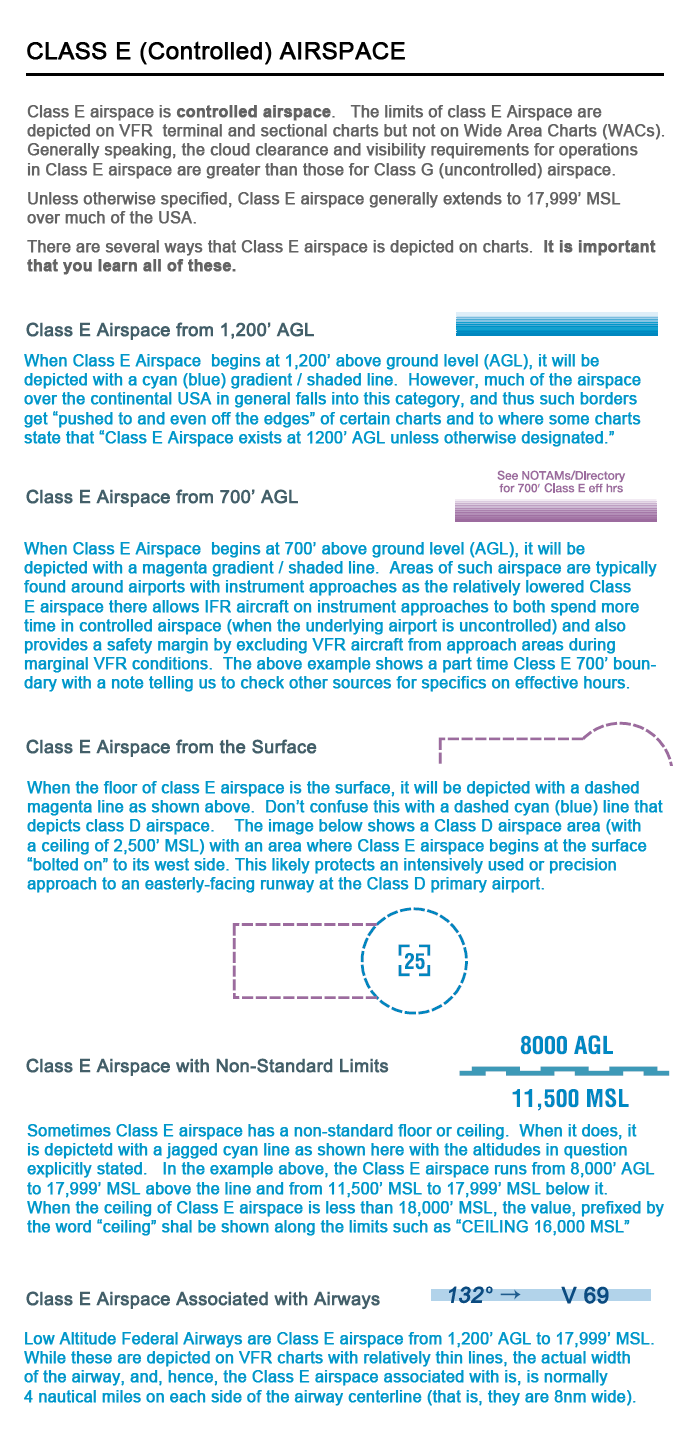 CLASS E (Controlled) AIRSPACE
Class E airspace is controlled airspace.   The limits of class E Airspace are
depicted on VFR  terminal and sectional charts but not on Wide Area Charts (WACs).
Generally speaking, the cloud clearance and visibility requirements for operations
in Class E airspace are greater than those for Class G (uncontrolled) airspace.
Unless otherwise specified, Class E airspace generally extends to 17,999’ MSL
over much of the USA.
There are several ways that Class E airspace is depicted on charts.  It is important
that you learn all of these.
Class E Airspace from 1,200’ AGL
When Class E Airspace  begins at 1,200’ above ground level (AGL), it will be
depicted with a cyan (blue) gradient / shaded line.  However, much of the airspace
over the continental USA in general falls into this category, and thus such borders
get “pushed to and even off the edges” of certain charts and to where some charts
state that “Class E Airspace exists at 1200’ AGL unless otherwise designated.”
See NOTAMs/Directory
for 700’ Class E eff hrs
Class E Airspace from 700’ AGL
When Class E Airspace  begins at 700’ above ground level (AGL), it will be
depicted with a magenta gradient / shaded line.  Areas of such airspace are typically
found around airports with instrument approaches as the relatively lowered Class
E airspace there allows IFR aircraft on instrument approaches to both spend more
time in controlled airspace (when the underlying airport is uncontrolled) and also
provides a safety margin by excluding VFR aircraft from approach areas during
marginal VFR conditions.  The above example shows a part time Cless E 700’ boun-
dary with a note telling us to check other sources for specifics on effective hours.
Class E Airspace from the Surface
When the floor of class E airspace is the surface, it will be depicted with a dashed
magenta line as shown above.  Don’t confuse this with a dashed cyan (blue) line that
depicts class D airspace.    The image below shows a Class D airspace area (with
a ceiling of 2,500’ MSL) with an area where Class E airspace begins at the surface
“bolted on” to its west side. This likely protects an intensively used or precision
approach to an easterly-facing runway at the Class D primary airport.
25
8000 AGL
Class E Airspace with Non-Standard Limits
11,500 MSL
Sometimes Class E airspace has a non-standard floor or ceiling.  When it does, it
is depictetd with a jagged cyan line as shown here with the altidudes in question
explicitly stated.   In the example above, the Class E airspace runs from 8,000’ AGL
to 17,999’ MSL above the line and from 11,500’ MSL to 17,999’ MSL below it.
When the ceiling of Class E airspace is less than 18,000’ MSL, the value, prefixed by
the word “ceiling” shal be shown along the limits such as “CEILING 16,000 MSL”
Class E Airspace Associated with Airways
132° → V 69
Low Altitude Federal Airways are Class E airspace from 1,200’ AGL to 17,999’ MSL.
While these are depicted on VFR charts with relatively thin lines, the actual width
of the airway, and, hence, the Class E airspace associated with is, is normally
4 nautical miles on each side of the airway centerline (that is, they are 8nm wide).